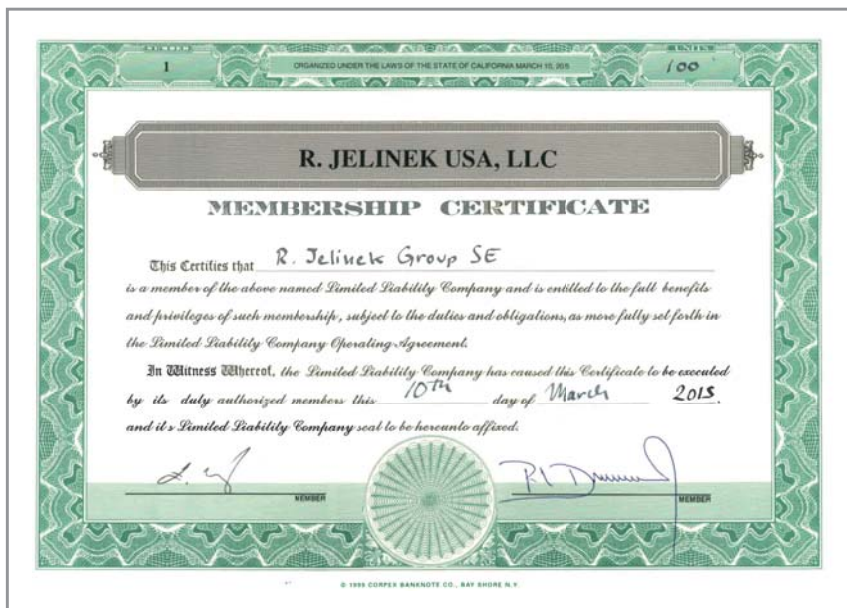 1
ORGANIZED UNDER THE LAWS OF THE STATE OF CALIFORNIA MARCH 10, 2015
UNITS
100
R. JELINEK USA, LLC
MEMBERSHIP CERTIFICATE
This Certifies that R. Jelinek Group SE
is a member of the above named Limited Liability Company and is entitled to the full benefits
and privileges of such membership, subject to the duties and obligations, as more fully set forth in
the Limited Liability Company Operating Agreement.
In Witness Whereof, the Limited Liability Company has caused this Certificate to be executed
by its duly authorized members this 10th day of March 2015.
and its Limited Liability Company seal to be hereunto affixed.
MEMBER
MEMBER
© 1995 CORPEX BANKNOTE CO., BAY SHORE N.Y.